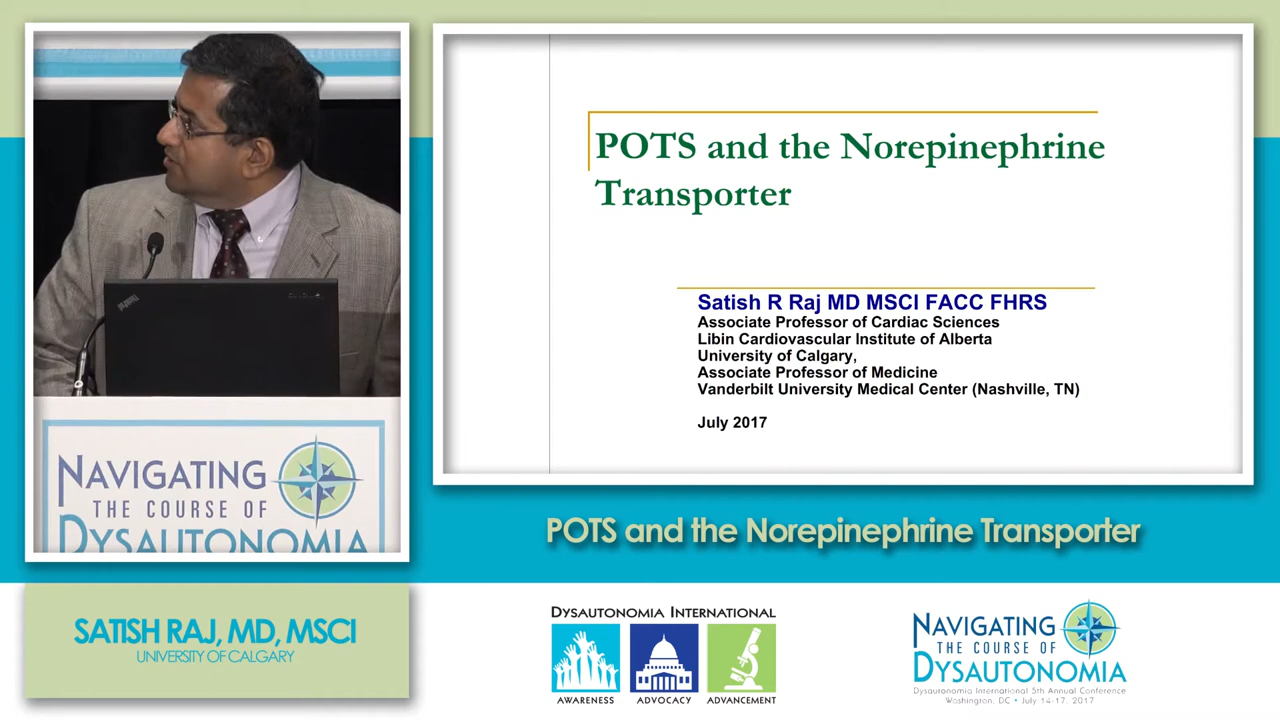 POTS and the Norepinephrine
Transporter
Satish R Raj MD MSCI FACC FHRS
Associate Professor of Cardiac Sciences
Libin Cardiovascular Institute of Alberta
University of Calgary,
Associate Professor of Medicine
Vanderbilt University Medical Center (Nashville, TN)
July 2017
ThinkPad
NAVIGATING
THE COURSE OF
DYSAUTONOMIA
POTS and the Norepinephrine Transporter
SATISH RAJ, MD, MSCI
UNIVERSITY OF CALGARY
DYSAUTONOMIA INTERNATIONAL
AWARENESS ADVOCACY ADVANCEMENT
NAVIGATING
THE COURSE OF
DYSAUTONOMIA
Dysautonomia International 5th Annual Conference
Washington, DC • July 14-17, 2017